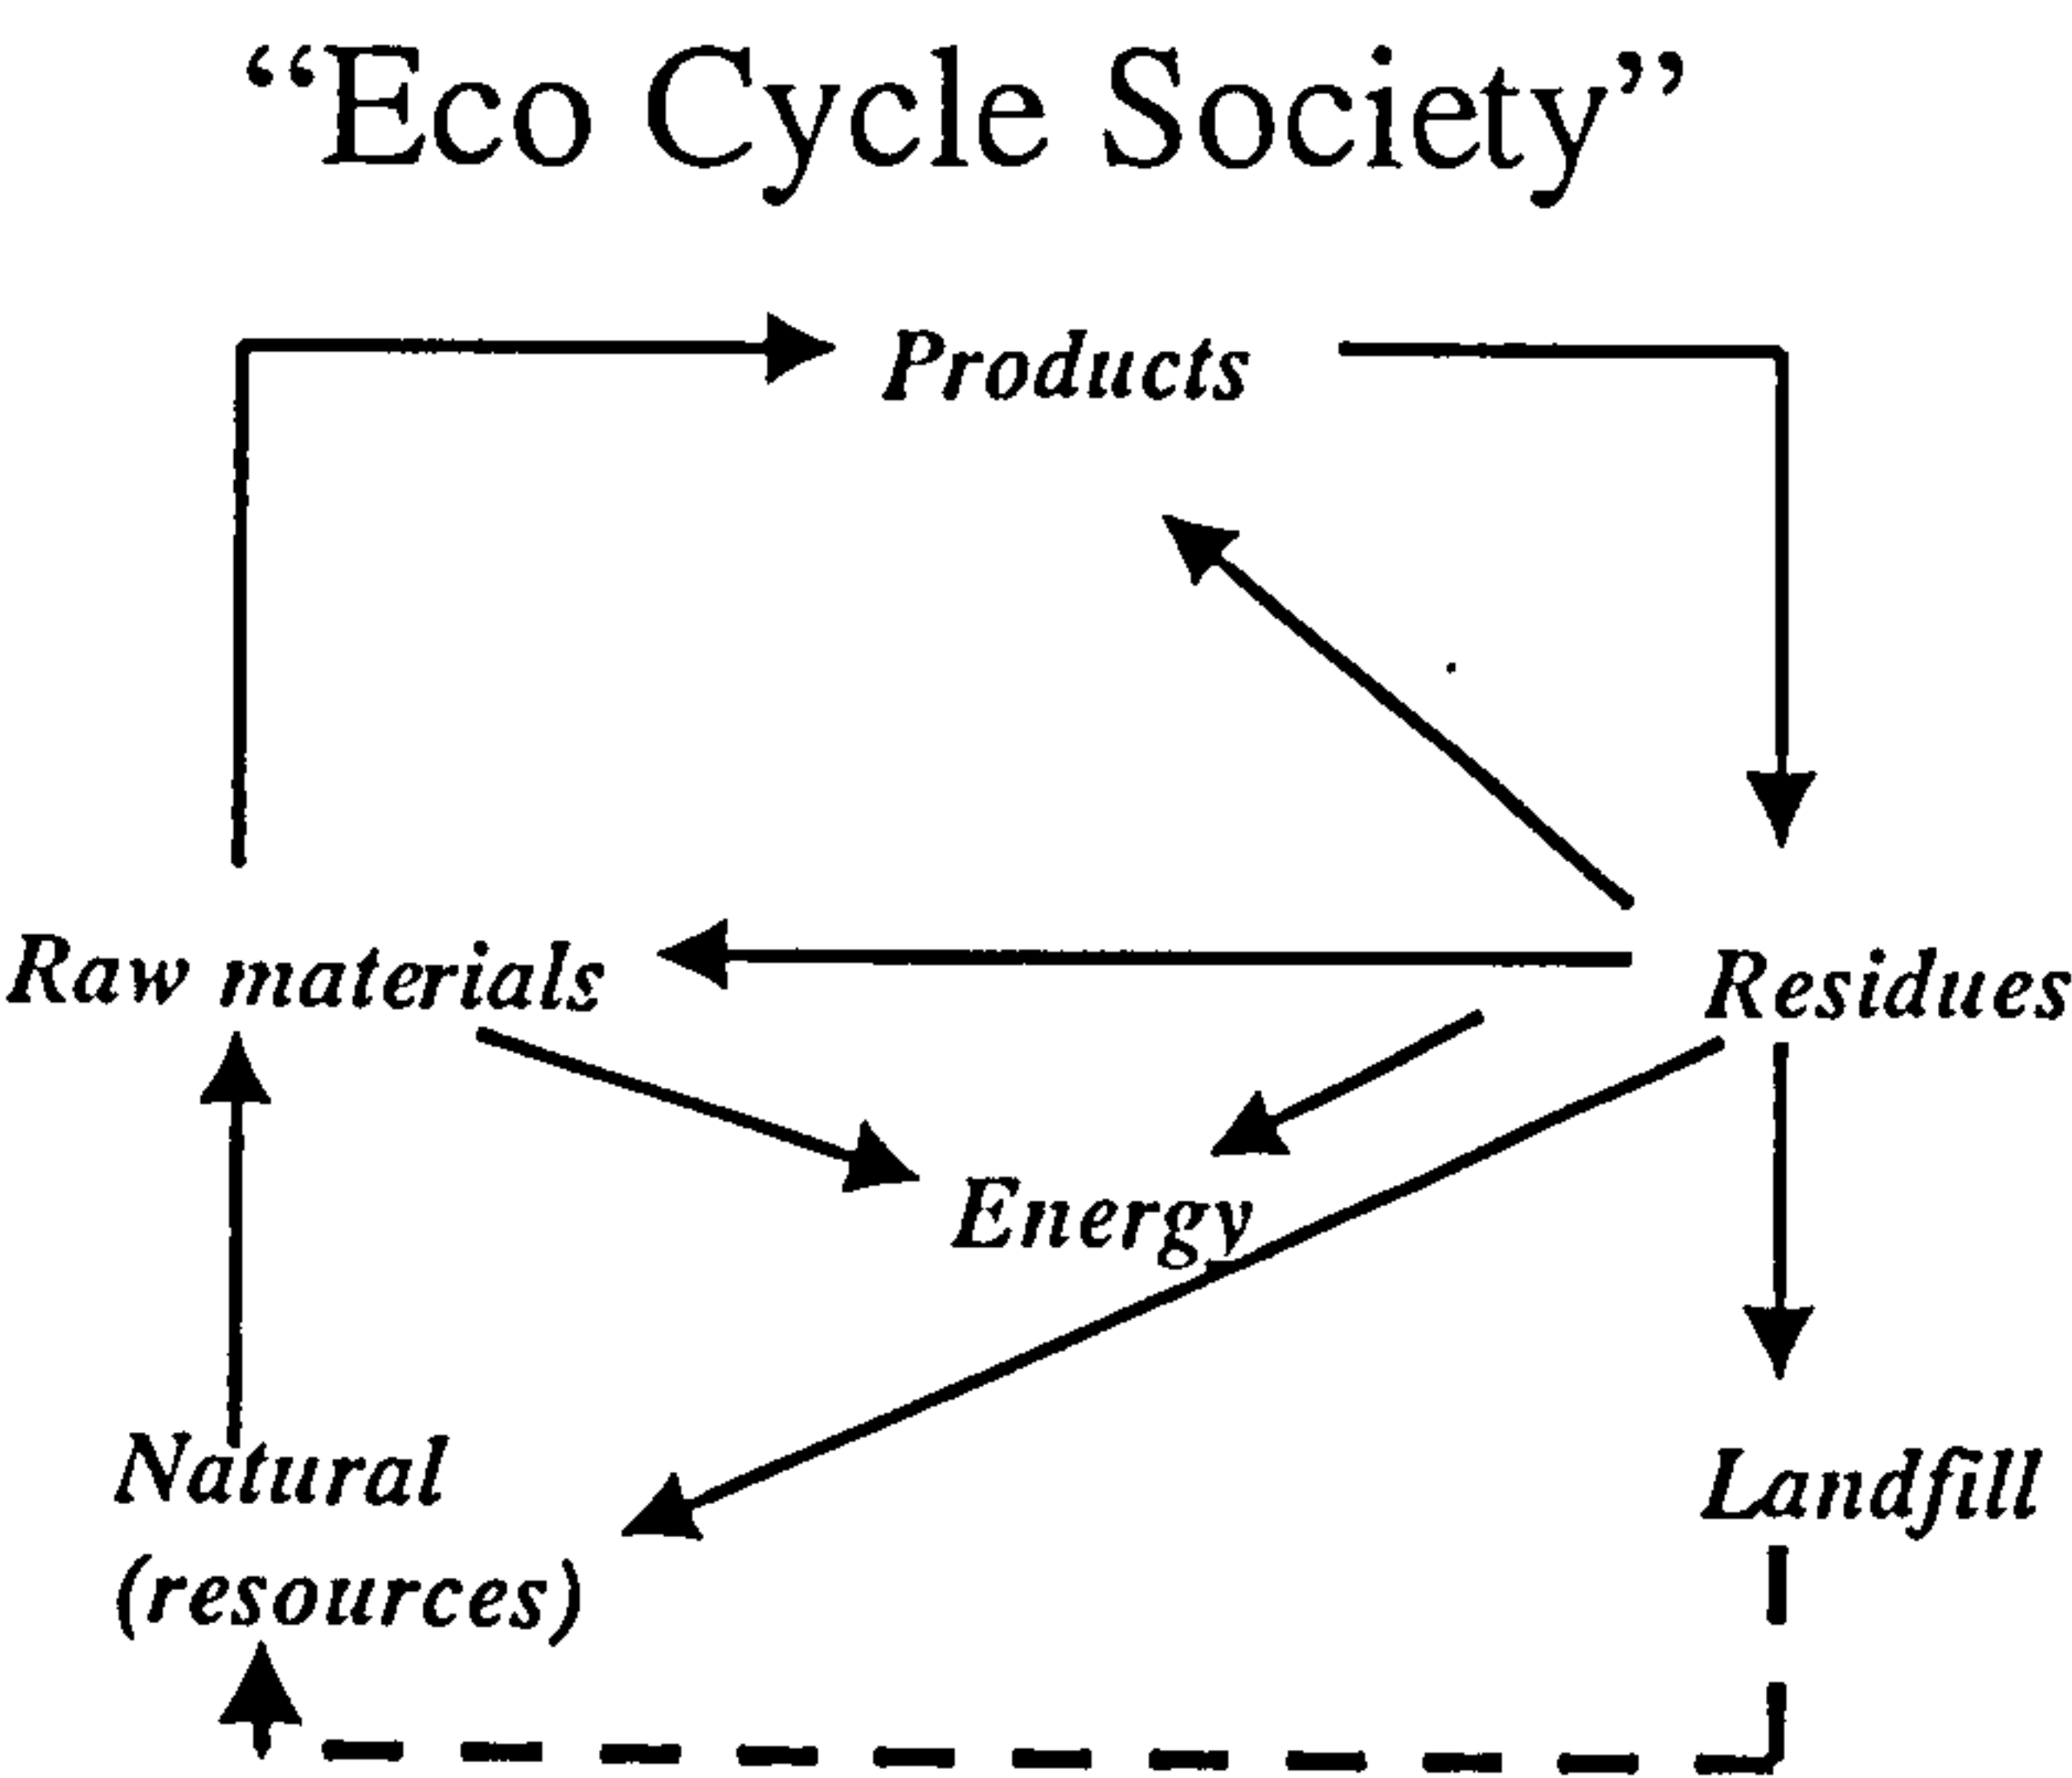 “Eco Cycle Society”
Products
Raw materials
Residues
Energy
Natural
(resources)
Landfill